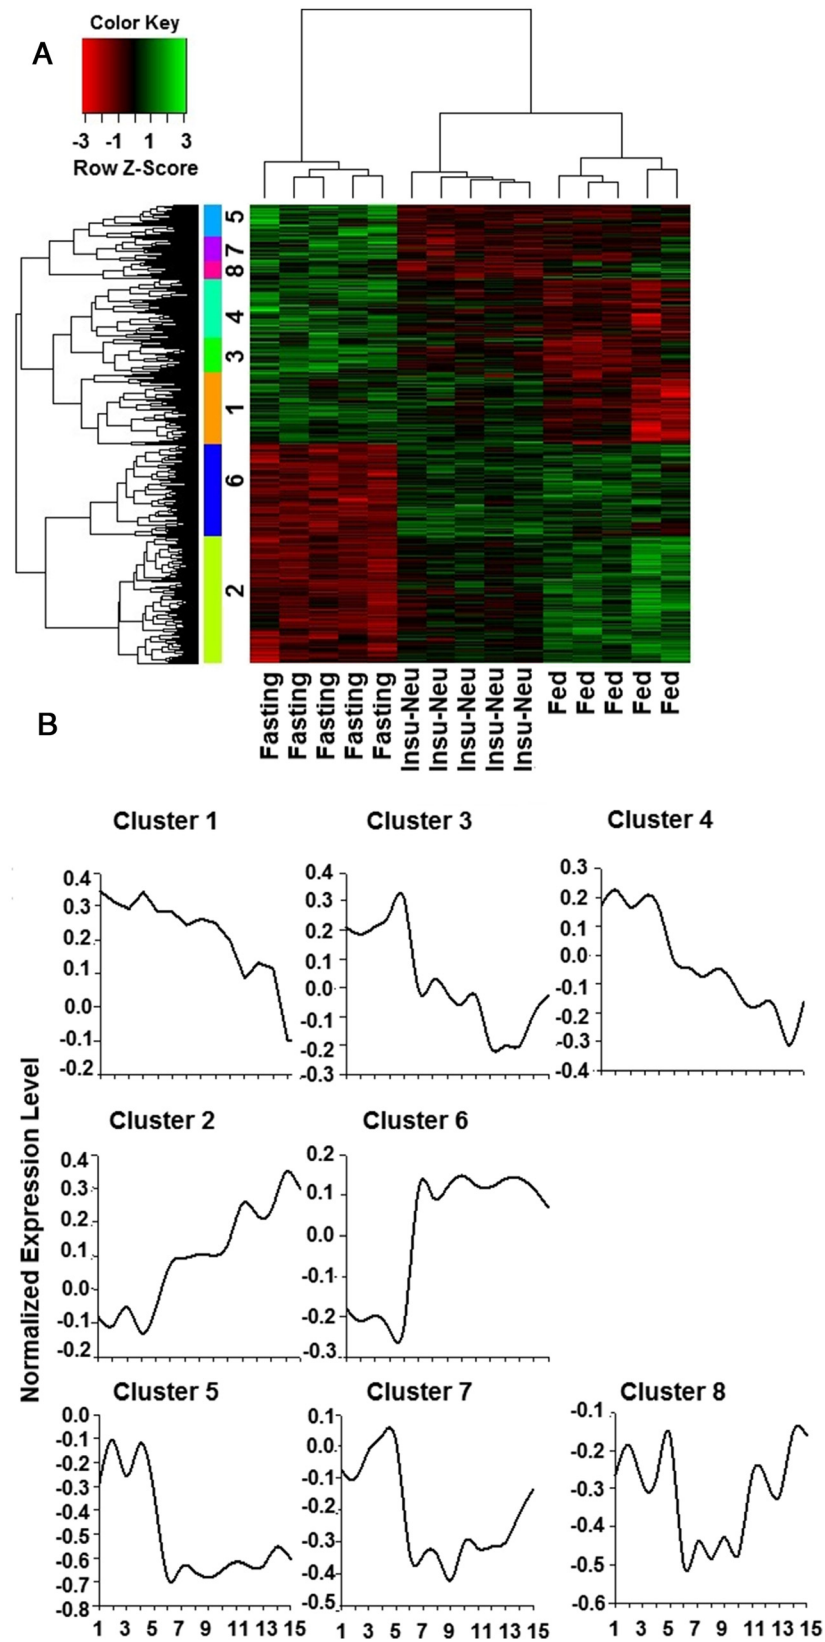 A
Color Key
-3 -1 1 3
Row Z-Score
5
7
8
4
3
1
6
2
Fasting
Fasting
Fasting
Fasting
Fasting
Insu-Neu
Insu-Neu
Insu-Neu
Insu-Neu
Insu-Neu
Fed
Fed
Fed
Fed
Fed
B
Normalized Expression Level
Cluster 1
0.4
0.3
0.2
0.1
0.0
-0.1
-0.2
Cluster 3
0.4
0.3
0.2
0.1
0.0
-0.1
-0.2
-0.3
Cluster 4
0.3
0.2
0.1
0.0
-0.1
-0.2
-0.3
-0.4
Cluster 2
0.4
0.3
0.2
0.1
0.0
-0.1
-0.2
Cluster 6
0.2
0.1
0.0
-0.1
-0.2
-0.3
Cluster 5
0.0
-0.1
-0.2
-0.3
-0.4
-0.5
-0.6
-0.7
-0.8
1 3 5 7 9 11 13 15
Cluster 7
0.1
0.0
-0.1
-0.2
-0.3
-0.4
-0.5
1 3 5 7 9 11 13 15
Cluster 8
-0.1
-0.2
-0.3
-0.4
-0.5
-0.6
1 3 5 7 9 11 13 15